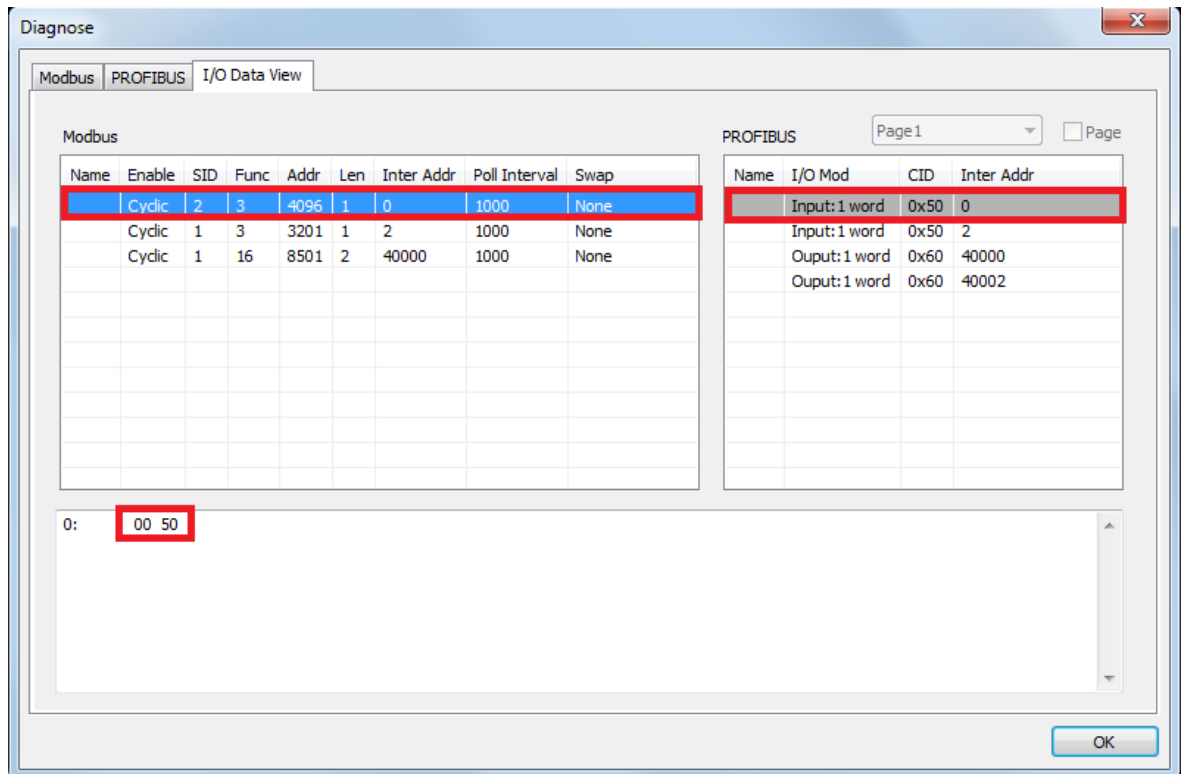 Diagnose
Modbus PROFIBUS I/O Data View
Modbus
PROFIBUS Page1 Page
Name Enable SID Func Addr Len Inter Addr Poll Interval Swap
Cyclic 2 3 4096 1 0 1000 None
Cyclic 1 3 3201 1 2 1000 None
Cyclic 1 16 8501 2 40000 1000 None
Name I/O Mod CID Inter Addr
Input:1 word 0x50 0
Input:1 word 0x50 2
Ouput:1 word 0x60 40000
Ouput:1 word 0x60 40002
0: 00 50
OK